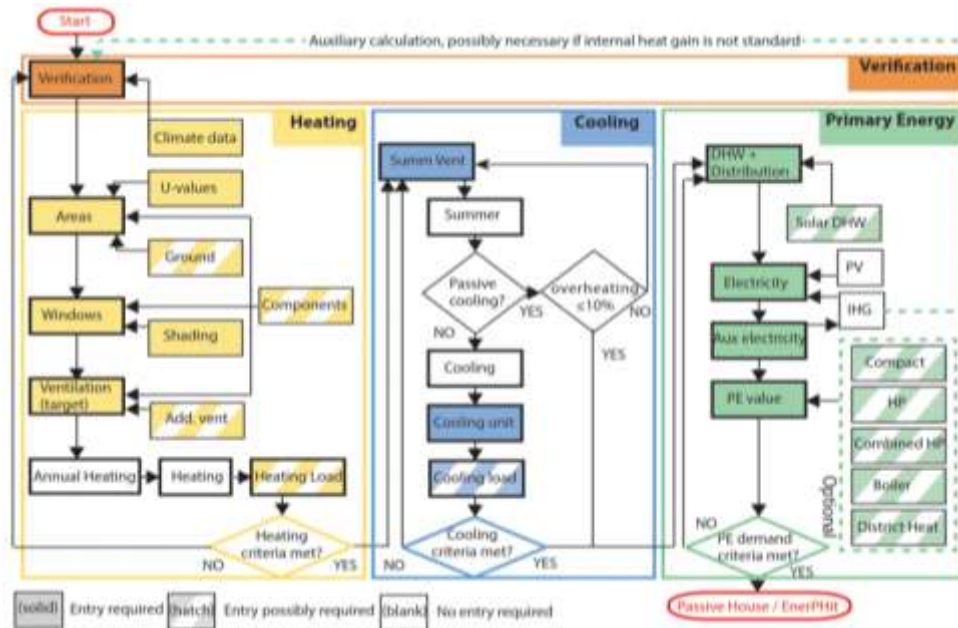 Start
Auxiliary calculation, possibly necessary if internal heat gain is not standard
Verification
Verification
Heating
Climate data
U-values
Areas
Ground
Components
Windows
Shading
Ventilation
(target)
Add. vent
Annual Heating
Heating
Heating Load
Heating
criteria met?
NO
YES
Cooling
Summ Vent
Summer
Passive
cooling?
YES
NO
overheating
≤10%
NO
YES
Cooling
Cooling unit
Cooling load
Cooling
criteria met?
NO
YES
Primary Energy
DHW +
Distribution
Solar DHW
PV
Electricity
IHG
Aux electricity
PE value
Compact
HP
Combined HP
Boiler
District Heat
Optional
NO
PE demand
criteria met?
YES
Passive House / EnerPHit
(solid) Entry required
(hatch) Entry possibly required
(blank) No entry required